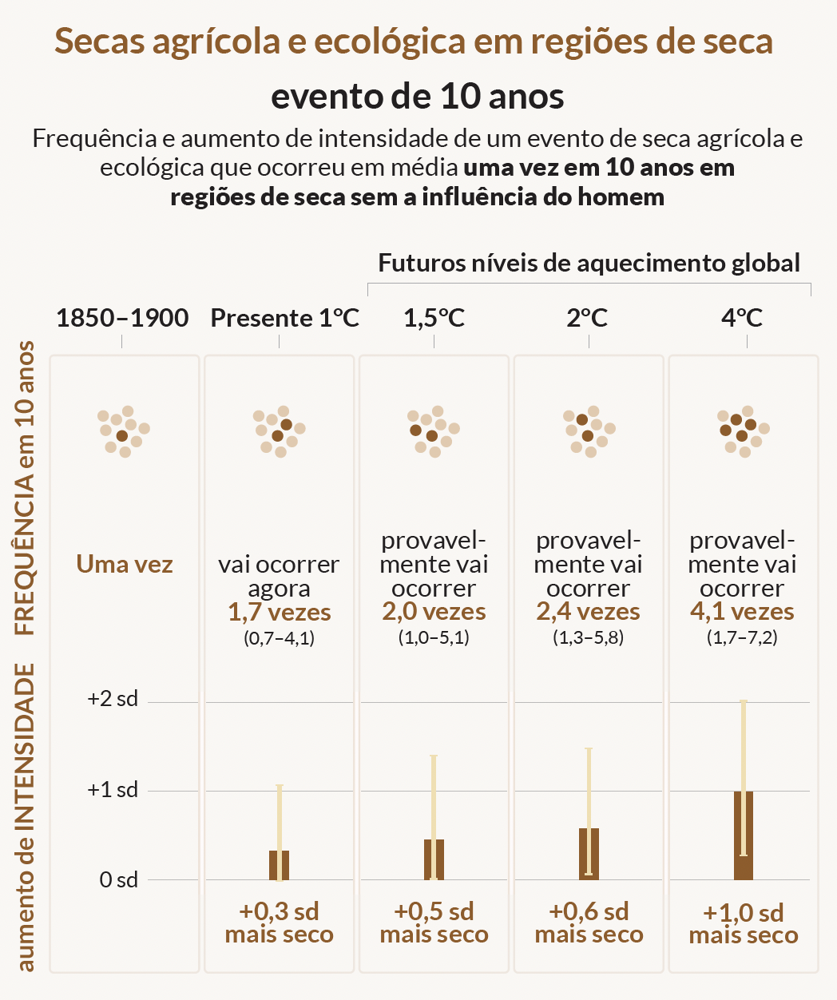 Secas agrícola e ecológica em regiões de seca
evento de 10 anos
Frequência e aumento de intensidade de um evento de seca agrícola e
ecológica que ocorreu em média uma vez em 10 anos em
regiões de seca sem a influência do homem
Futuros níveis de aquecimento global
1850–1900 Presente 1°C 1,5°C 2°C 4°C
FREQUÊNCIA em 10 anos
Uma vez
vai ocorrer
agora
1,7 vezes
(0,7–4,1)
provavel-
mente vai
ocorrer
2,0 vezes
(1,0–5,1)
provavel-
mente vai
ocorrer
2,4 vezes
(1,3–5,8)
provavel-
mente vai
ocorrer
4,1 vezes
(1,7–7,2)
aumento de INTENSIDADE
+2 sd
+1 sd
0 sd
+0,3 sd
mais seco
+0,5 sd
mais seco
+0,6 sd
mais seco
+1,0 sd
mais seco